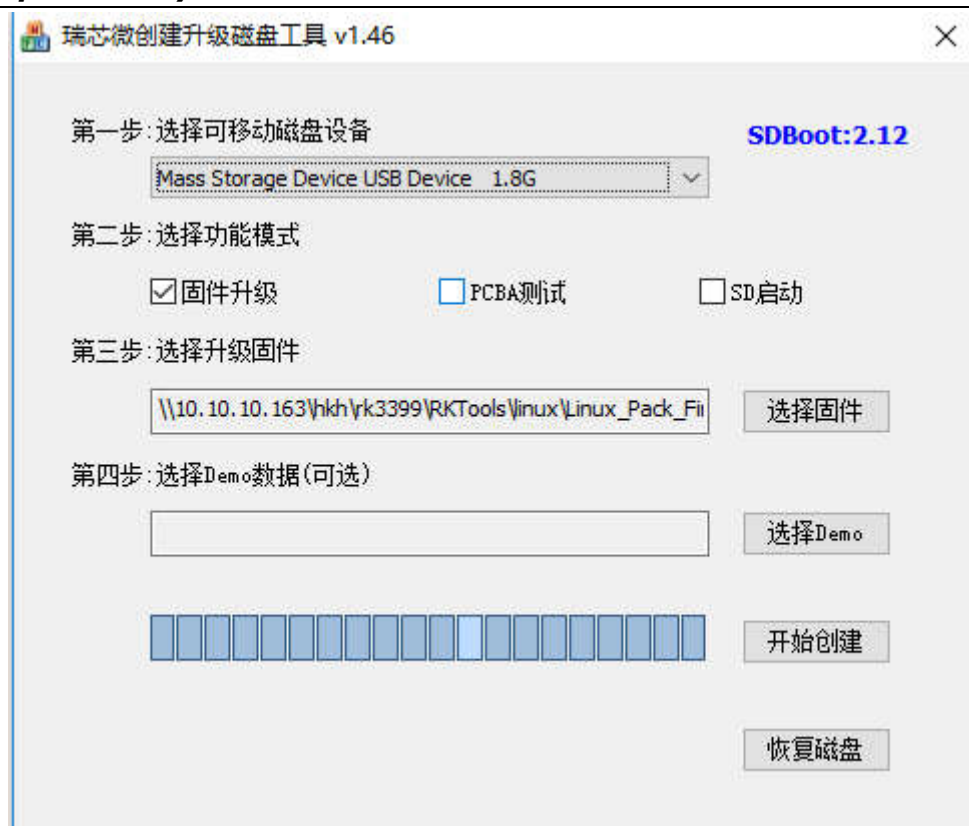 瑞芯微创建升级磁盘工具 v1.46
第一步:选择可移动磁盘设备
SDBoot:2.12
Mass Storage Device USB Device 1.8G
第二步:选择功能模式
固件升级 PCBA测试 SD启动
第三步:选择升级固件
\\10.10.10.163\hkh\rk3399\RKTools\linux\Linux_Pack_Fi 选择固件
第四步:选择Demo数据(可选)
选择Demo
开始创建
恢复磁盘